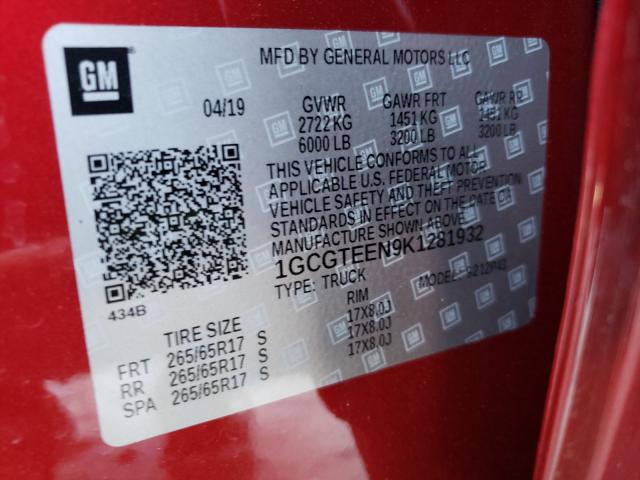 GM
MFD BY GENERAL MOTORS LLC
04/19 GVWR GAWR FRT GAWR RR
2722 KG 1451 KG 1451 KG
6000 LB 3200 LB 3200 LB
THIS VEHICLE CONFORMS TO ALL
APPLICABLE U.S. FEDERAL MOTOR
VEHICLE SAFETY AND THEFT PREVENTION
STANDARDS IN EFFECT ON THE DATE OF
MANUFACTURE SHOWN ABOVE.
1GCGTEEN9K1281932
TYPE: TRUCK MODEL:
434B
TIRE SIZE RIM
FRT 265/65R17 S 17X8.0J
RR 265/65R17 S 17X8.0J
SPA 265/65R17 S 17X8.0J